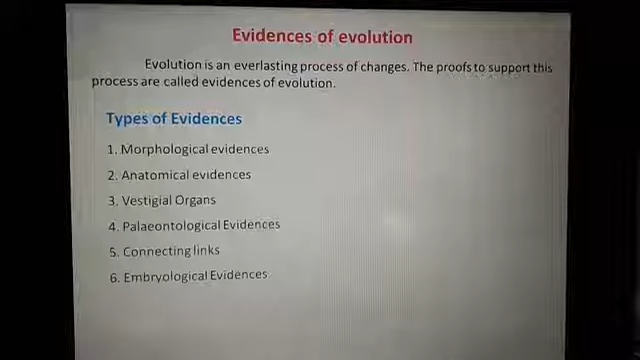 Evidences of evolution
Evolution is an everlasting process of changes. The proofs to support this
process are called evidences of evolution.
Types of Evidences
1. Morphological evidences
2. Anatomical evidences
3. Vestigial Organs
4. Palaeontological Evidences
5. Connecting links
6. Embryological Evidences